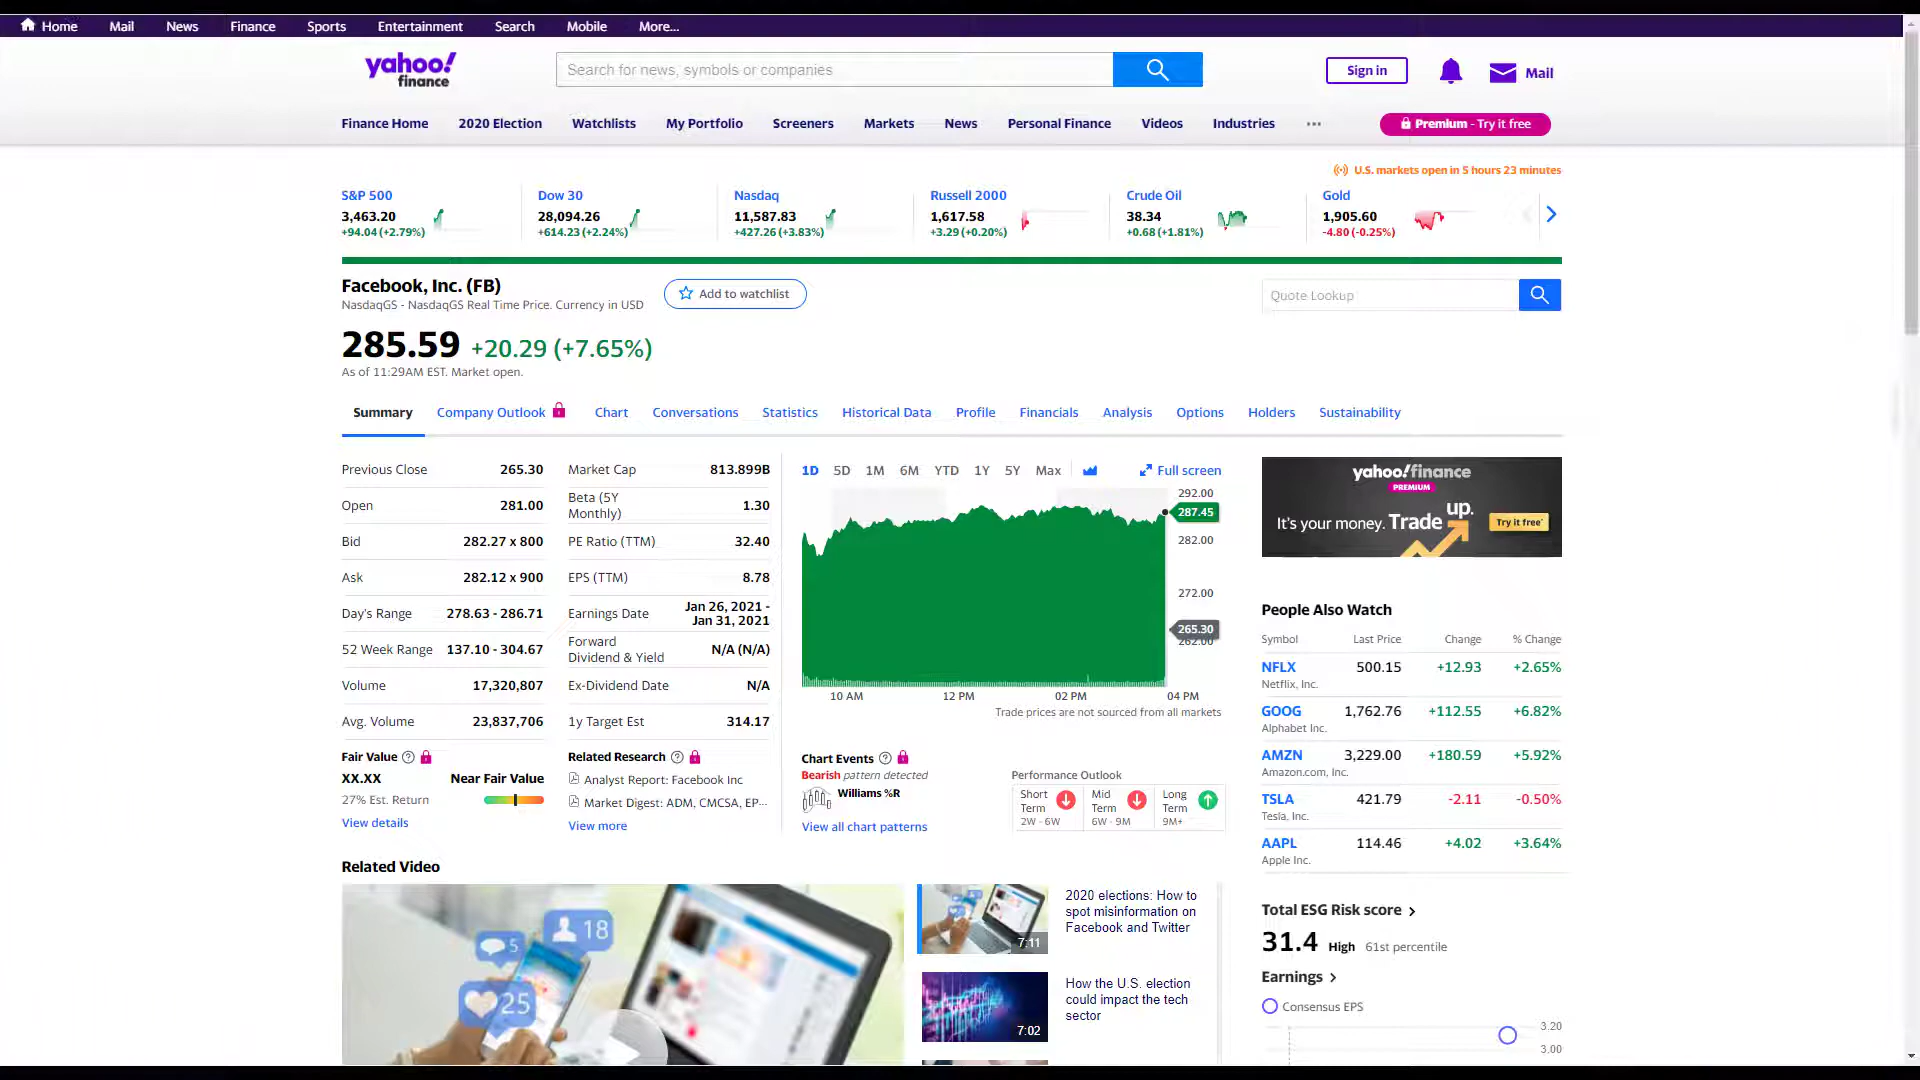 Home Mail News Finance Sports Entertainment Search Mobile More...
yahoo! finance
Search for news, symbols or companies
Sign in
Mail
Finance Home 2020 Election Watchlists My Portfolio Screeners Markets News Personal Finance Videos Industries ...
Premium - Try it free
U.S. markets open in 5 hours 23 minutes
S&P 500 Dow 30 Nasdaq Russell 2000 Crude Oil Gold
3,463.20 28,094.26 11,587.83 1,617.58 38.34 1,905.60
+94.04 (+2.79%) +614.23 (+2.24%) +427.26 (+3.83%) +3.29 (+0.20%) +0.68 (+1.81%) -4.80 (-0.25%)
Facebook, Inc. (FB)
NasdaqGS - NasdaqGS Real Time Price. Currency in USD
Add to watchlist
Quote Lookup
285.59 +20.29 (+7.65%)
As of 11:29AM EST. Market open.
Summary Company Outlook Chart Conversations Statistics Historical Data Profile Financials Analysis Options Holders Sustainability
Previous Close 265.30
Open 281.00
Bid 282.27 x 800
Ask 282.12 x 900
Day's Range 278.63 - 286.71
52 Week Range 137.10 - 304.67
Volume 17,320,807
Avg. Volume 23,837,706
Market Cap 813.899B
Beta (5Y
Monthly) 1.30
PE Ratio (TTM) 32.40
EPS (TTM) 8.78
Earnings Date Jan 26, 2021 -
Jan 31, 2021
Forward
Dividend & Yield N/A (N/A)
Ex-Dividend Date N/A
1y Target Est 314.17
Fair Value
XX.XX Near Fair Value
27% Est. Return
View details
Related Research
Analyst Report: Facebook Inc
Market Digest: ADM, CMCSA, EP...
View more
1D 5D 1M 6M YTD 1Y 5Y Max Full screen
292.00
287.45
282.00
272.00
265.30
262.00
10 AM 12 PM 02 PM 04 PM
Trade prices are not sourced from all markets
Chart Events
Bearish pattern detected
Williams %R
View all chart patterns
Performance Outlook
Short
Term
2W - 6W
Mid
Term
6W - 9M
Long
Term
9M+
yahoo!finance
PREMIUM
It's your money. Trade up.
Try it free*
People Also Watch
Symbol Last Price Change % Change
NFLX 500.15 +12.93 +2.65%
Netflix, Inc.
GOOG 1,762.76 +112.55 +6.82%
Alphabet Inc.
AMZN 3,229.00 +180.59 +5.92%
Amazon.com, Inc.
TSLA 421.79 -2.11 -0.50%
Tesla, Inc.
AAPL 114.46 +4.02 +3.64%
Apple Inc.
Total ESG Risk score
31.4 High 61st percentile
Earnings
Consensus EPS
3.20
3.00
Related Video
5
18
25
7:11
2020 elections: How to
spot misinformation on
Facebook and Twitter
7:02
How the U.S. election
could impact the tech
sector